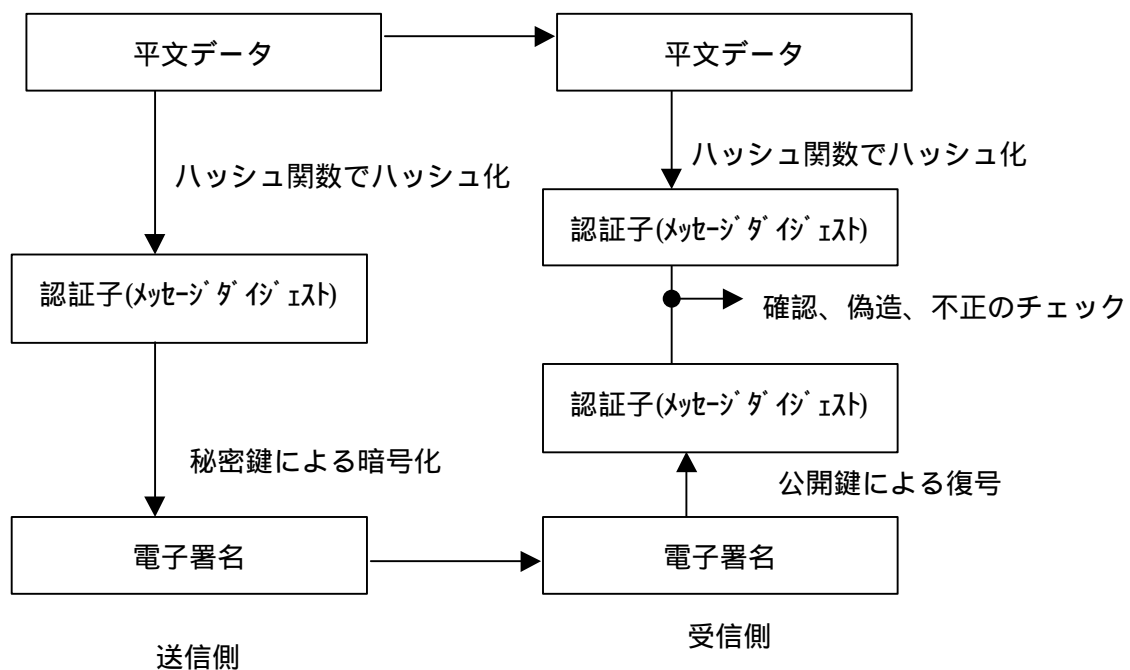 平文データ
平文データ
ハッシュ関数でハッシュ化
ハッシュ関数でハッシュ化
認証子(ﾒｯｾｰｼﾞﾀﾞｲｼﾞｪｽﾄ)
認証子(ﾒｯｾｰｼﾞﾀﾞｲｼﾞｪｽﾄ)
確認、偽造、不正のチェック
認証子(ﾒｯｾｰｼﾞﾀﾞｲｼﾞｪｽﾄ)
秘密鍵による暗号化
公開鍵による復号
電子署名
電子署名
送信側
受信側